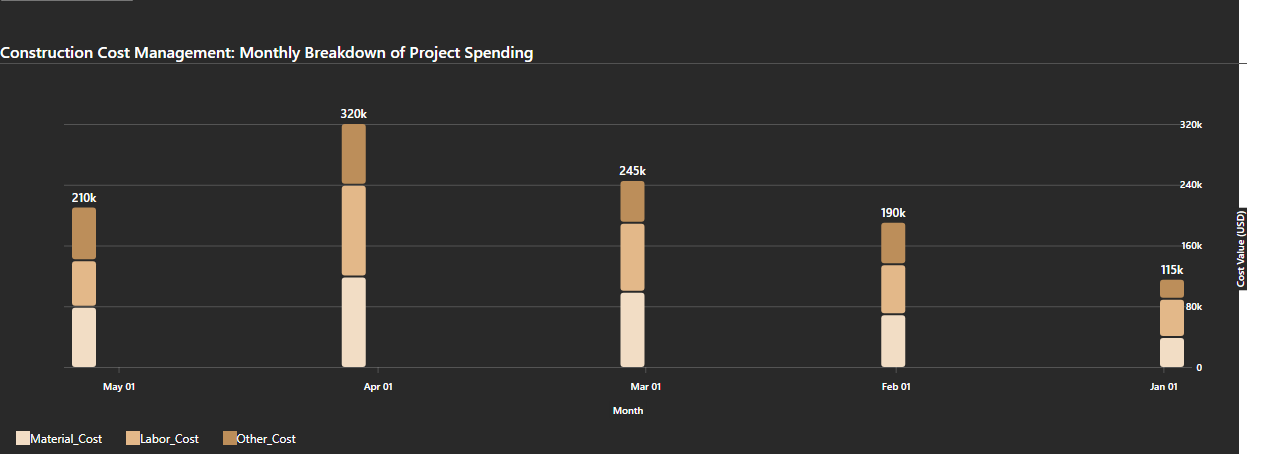 Construction Cost Management: Monthly Breakdown of Project Spending
320k
245k
210k
190k
115k
320k
240k
160k
80k
0
Cost Value (USD)
May 01
Apr 01
Mar 01
Feb 01
Jan 01
Month
Material_Cost
Labor_Cost
Other_Cost